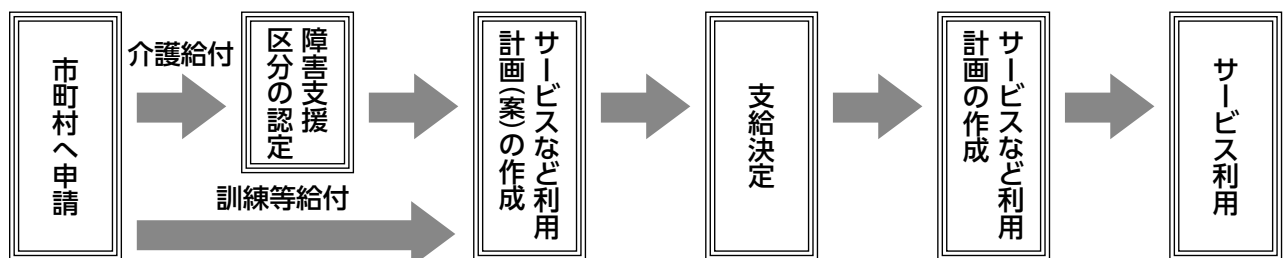 市町村へ申請
介護給付
障害支援
区分の認定
訓練等給付
サービスなど利用
計画（案）の作成
支給決定
サービスなど利用
計画の作成
サービス利用